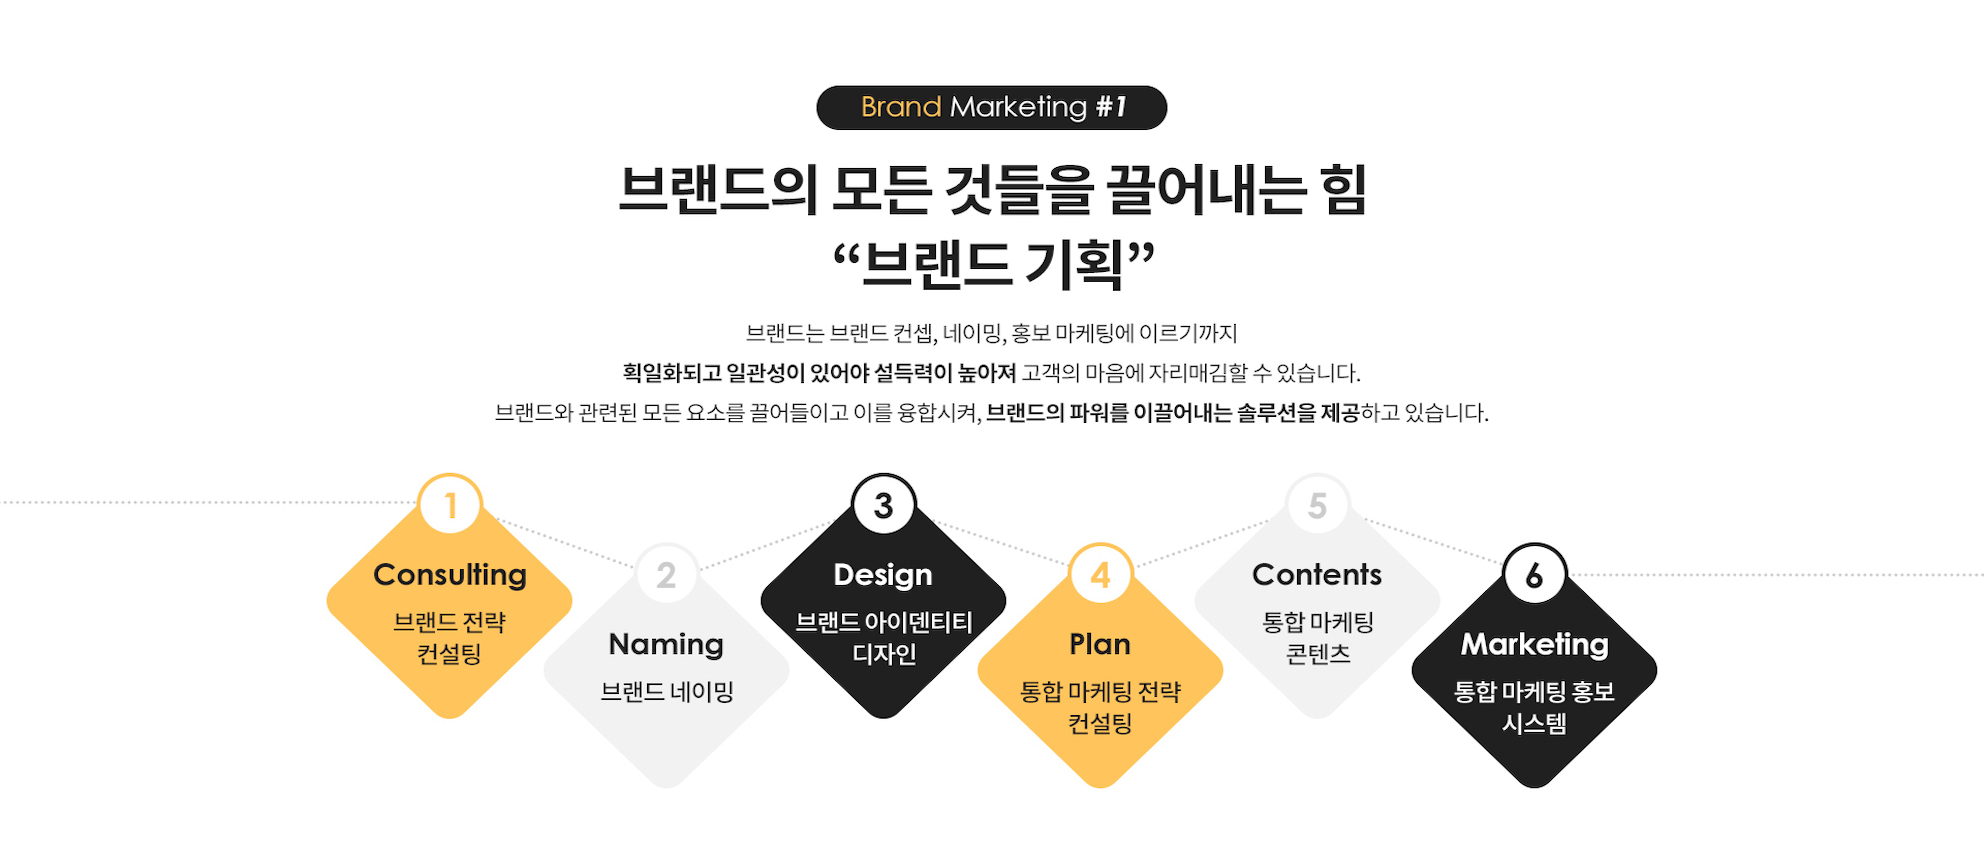 Brand Marketing #1
브랜드의 모든 것들을 끌어내는 힘
“브랜드 기획”
브랜드는 브랜드 컨셉, 네이밍, 홍보 마케팅에 이르기까지
획일화되고 일관성이 있어야 설득력이 높아져 고객의 마음에 자리매김할 수 있습니다.
브랜드와 관련된 모든 요소를 끌어들이고 이를 융합시켜, 브랜드의 파워를 이끌어내는 솔루션을 제공하고 있습니다.
1
Consulting
브랜드 전략
컨설팅
2
Naming
브랜드 네이밍
3
Design
브랜드 아이덴티티
디자인
4
Plan
통합 마케팅 전략
컨설팅
5
Contents
통합 마케팅
콘텐츠
6
Marketing
통합 마케팅 홍보
시스템